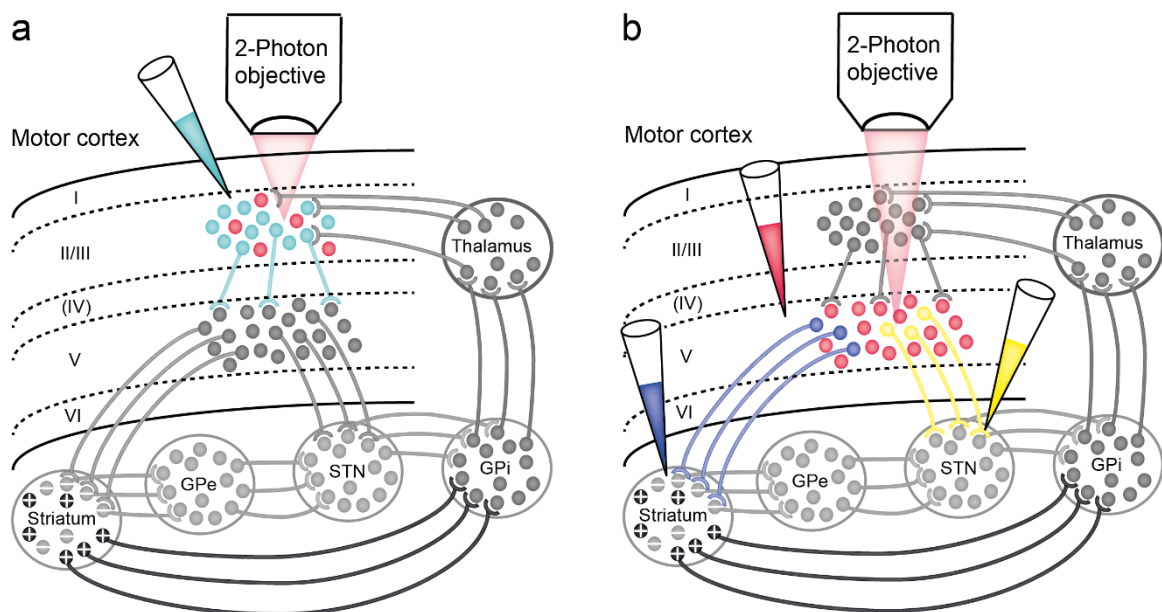 a
2-Photon
objective
Motor cortex
I
II/III
(IV)
V
VI
Thalamus
GPe
STN
GPi
Striatum
b
2-Photon
objective
Motor cortex
I
II/III
(IV)
V
VI
Thalamus
GPe
STN
GPi
Striatum